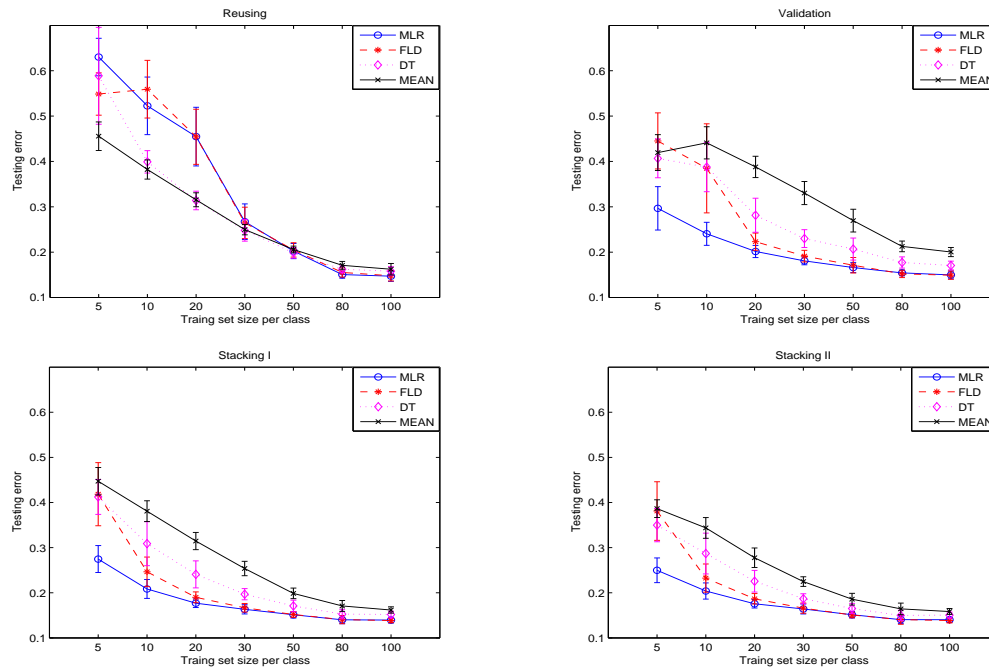 Reusing
MLR
FLD
DT
MEAN
0.6
0.5
0.4
0.3
0.2
0.1
Testing error
5 10 20 30 50 80 100
Traing set size per class
Validation
MLR
FLD
DT
MEAN
0.6
0.5
0.4
0.3
0.2
0.1
Testing error
5 10 20 30 50 80 100
Traing set size per class
Stacking I
MLR
FLD
DT
MEAN
0.6
0.5
0.4
0.3
0.2
0.1
Testing error
5 10 20 30 50 80 100
Traing set size per class
Stacking II
MLR
FLD
DT
MEAN
0.6
0.5
0.4
0.3
0.2
0.1
Testing error
5 10 20 30 50 80 100
Traing set size per class